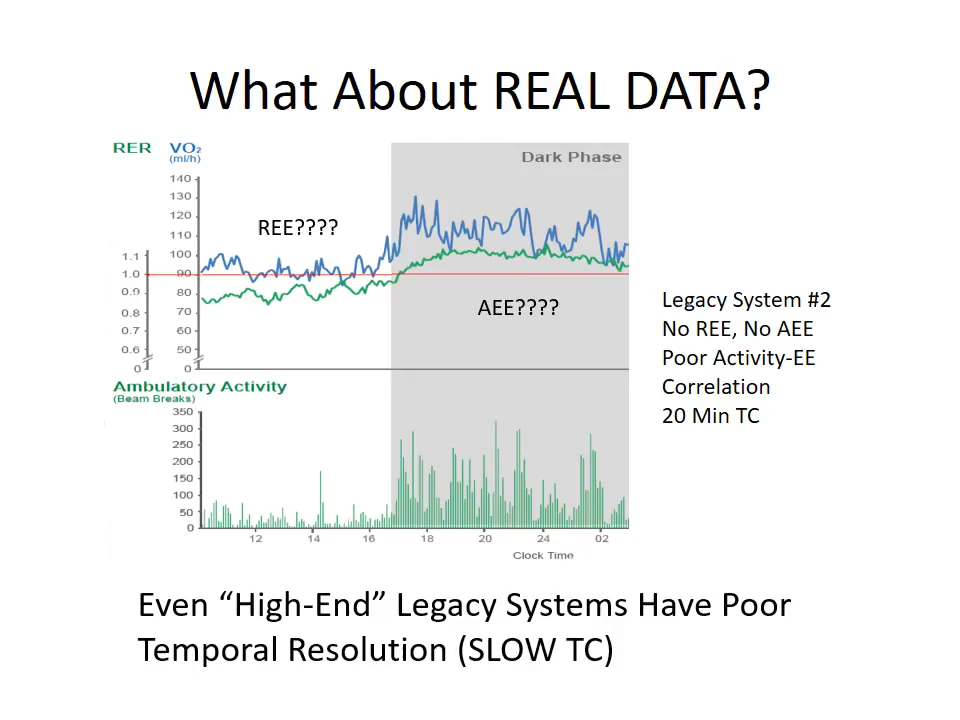 What About REAL DATA?
RER VO₂
(ml/h)
Dark Phase
140
130
120
110
100
90
80
70
60
50
0
1.1
1.0
0.9
0.8
0.7
0.6
0
REE????
AEE????
Legacy System #2
No REE, No AEE
Poor Activity-EE
Correlation
20 Min TC
Ambulatory Activity
(Beam Breaks)
350
300
250
200
150
100
50
0
12 14 16 18 20 24 02
Clock Time
Even “High-End” Legacy Systems Have Poor
Temporal Resolution (SLOW TC)